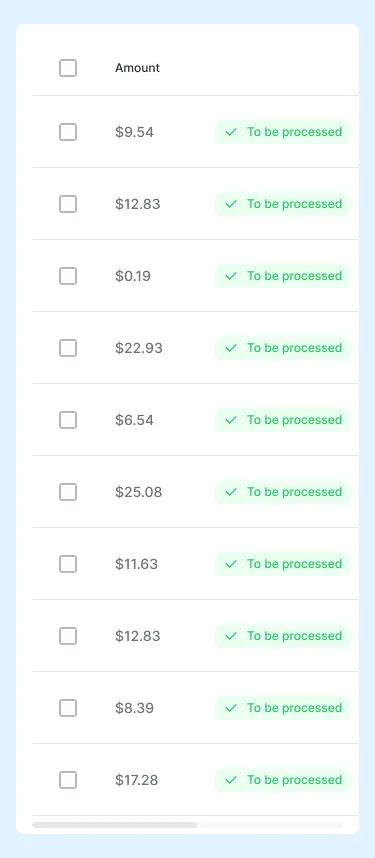 Amount
$9.54 To be processed
$12.83 To be processed
$0.19 To be processed
$22.93 To be processed
$6.54 To be processed
$25.08 To be processed
$11.63 To be processed
$12.83 To be processed
$8.39 To be processed
$17.28 To be processed